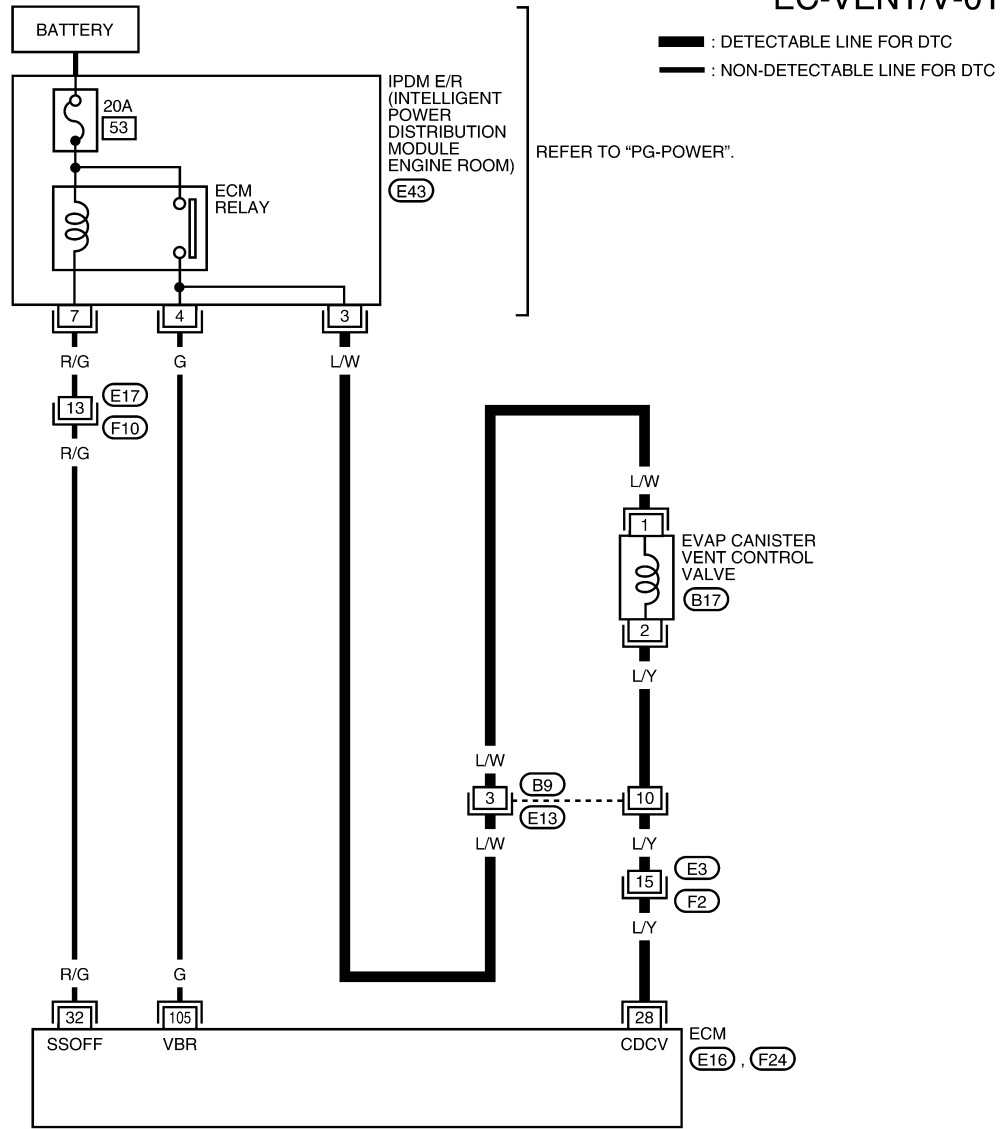 EC-VENT/V-01
BATTERY
: DETECTABLE LINE FOR DTC
: NON-DETECTABLE LINE FOR DTC
20A
53
IPDM E/R
(INTELLIGENT
POWER
DISTRIBUTION
MODULE
ENGINE ROOM)
E43
REFER TO “PG-POWER”.
ECM
RELAY
7
4
3
R/G
G
L/W
13
E17
F10
R/G
L/W
1
EVAP CANISTER
VENT CONTROL
VALVE
B17
2
L/Y
L/W
3
B9
E13
10
L/W
L/Y
15
E3
F2
L/Y
R/G
G
32
105
28
SSOFF
VBR
CDCV
ECM
E16 , F24